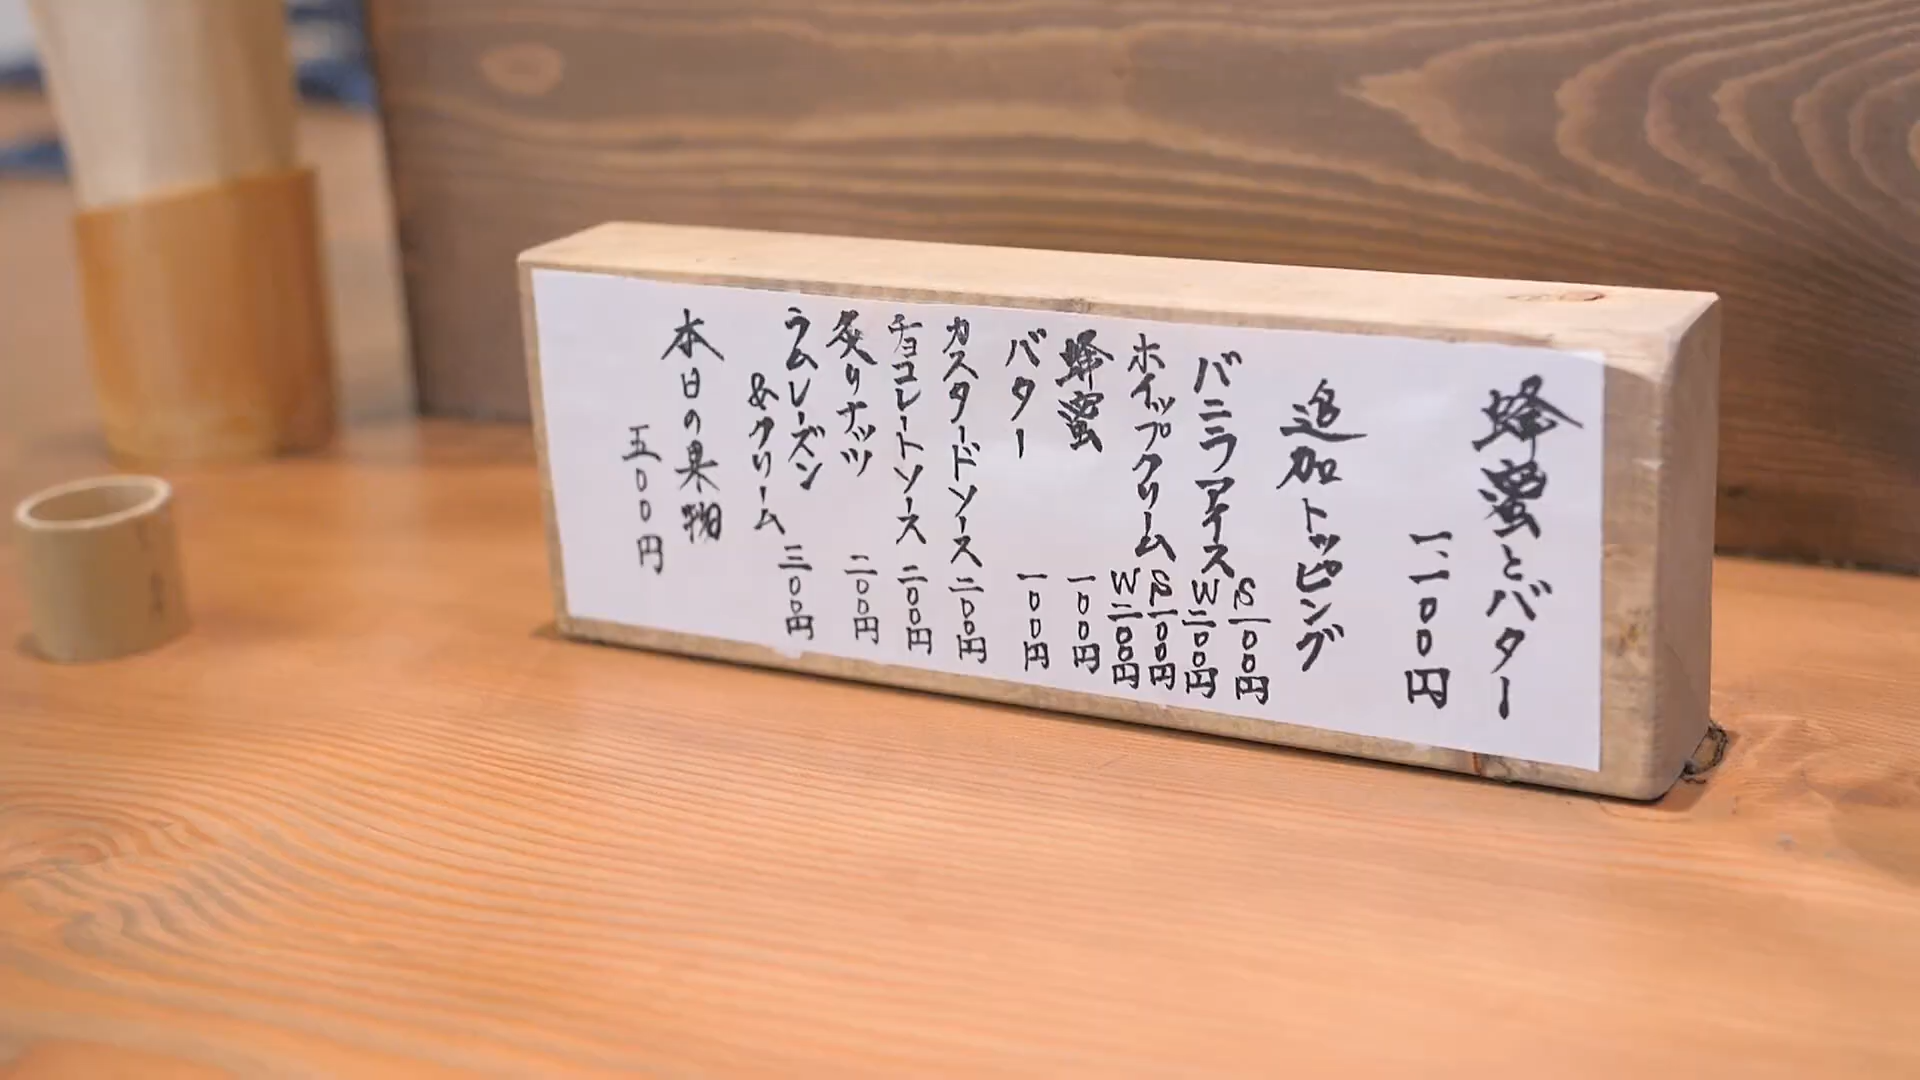 蜂蜜とバター
一、一〇〇円
追加トッピング
バニラアイス S一〇〇円
W二〇〇円
ホイップクリーム S一〇〇円
W二〇〇円
蜂蜜 一〇〇円
バター 一〇〇円
カスタードソース 二〇〇円
チョコレートソース 二〇〇円
炙りナッツ 二〇〇円
ラムレーズン
&クリーム 三〇〇円
本日の果物
五〇〇円